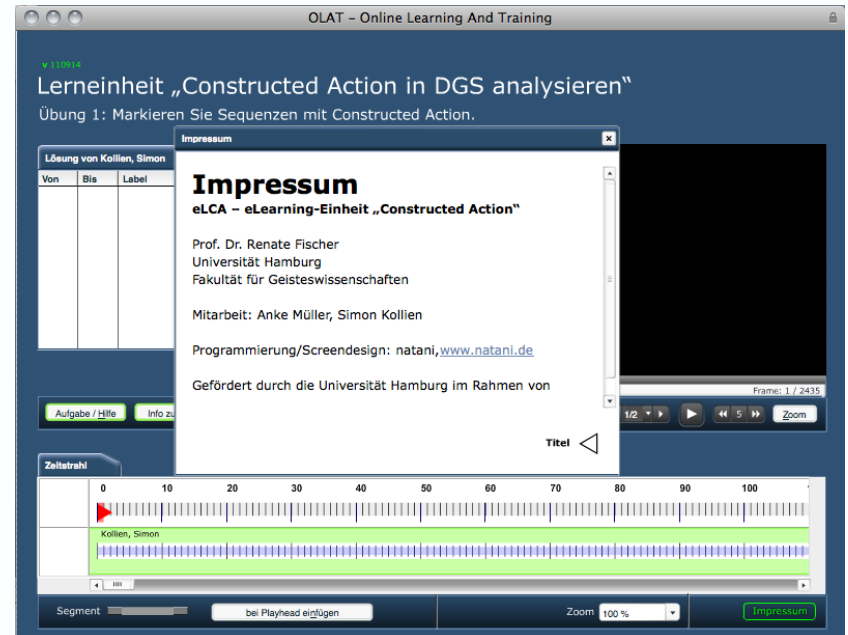 OLAT – Online Learning And Training
v 110914
Lerneinheit „Constructed Action in DGS analysieren“
Übung 1: Markieren Sie Sequenzen mit Constructed Action.
Impressum
Lösung von Kollien, Simon
Von Bis Label
Impressum
eLCA – eLearning-Einheit „Constructed Action“
Prof. Dr. Renate Fischer
Universität Hamburg
Fakultät für Geisteswissenschaften
Mitarbeit: Anke Müller, Simon Kollien
Programmierung/Screendesign: natani,www.natani.de
Gefördert durch die Universität Hamburg im Rahmen von
Titel
Frame: 1 / 2435
Aufgabe / Hilfe Info zu 1/2 5 Zoom
Zeitstrahl
0 10 20 30 40 50 60 70 80 90 100
Kollien, Simon
Segment bei Playhead einfügen Zoom 100 % Impressum